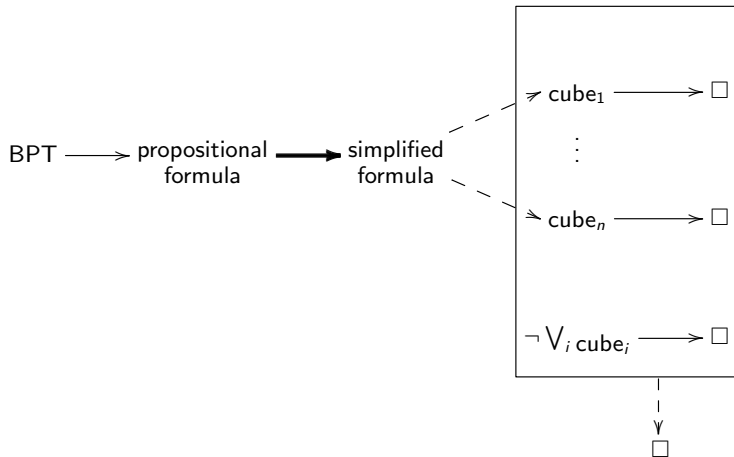 cube₁ □
⋮
BPT propositional simplified
formula formula
cubeₙ □
¬ ⋁ᵢ cubeᵢ □
□